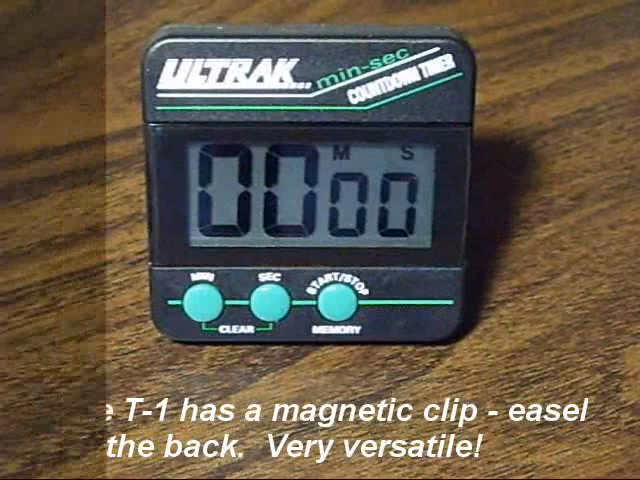 ULTRAK
min-sec
COUNTDOWN TIMER
M S
00 00
MIN SEC START/STOP
CLEAR MEMORY
e T-1 has a magnetic clip - easel
the back. Very versatile!